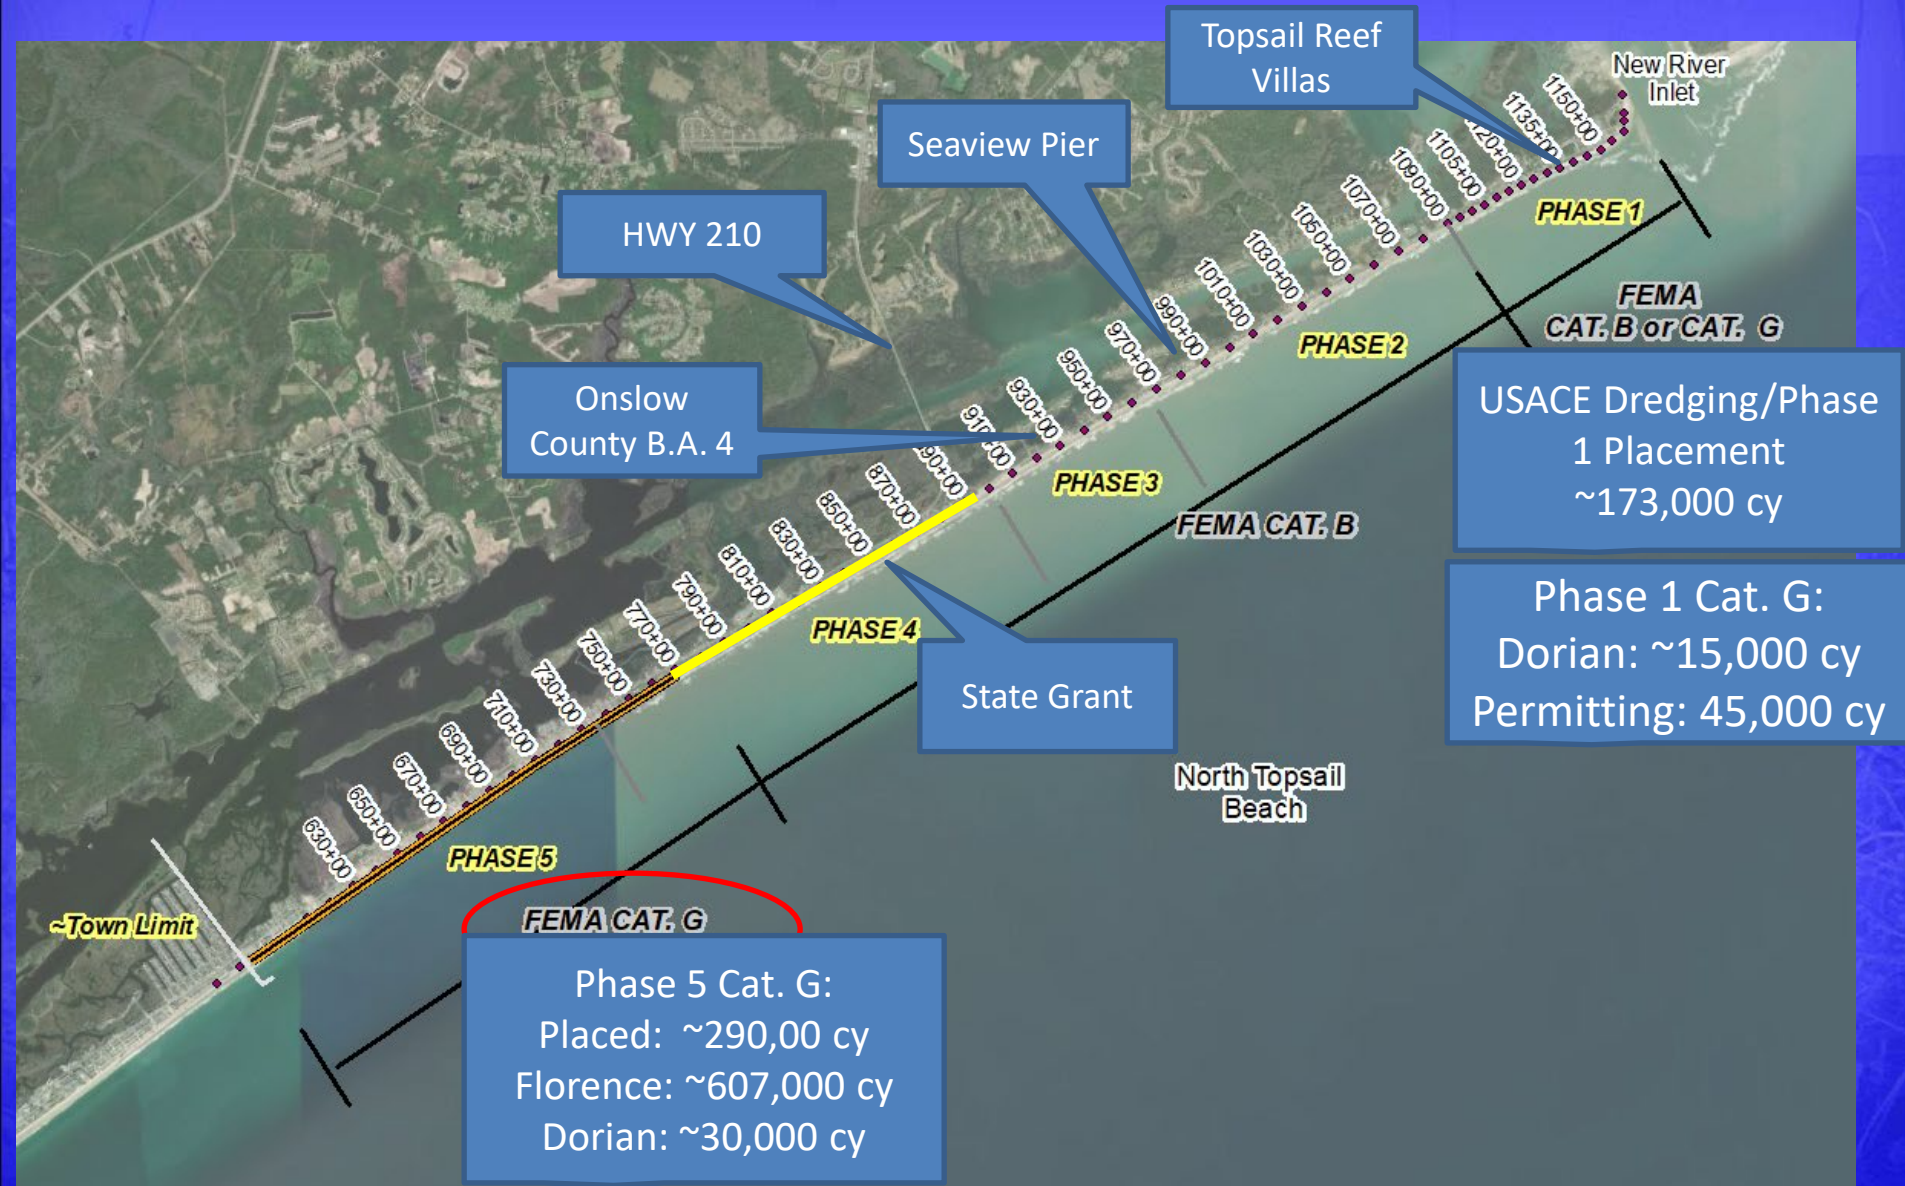 Topsail Reef
Villas
New River
Inlet
Seaview Pier
HWY 210
Onslow
County B.A. 4
1150+00
1135+00
120+00
1105+00
1090+00
1070+00
1050+00
1030+00
1010+00
990+00
970+00
950+00
930+00
910+00
90+00
870+00
850+00
830+00
810+00
790+00
770+00
750+00
730+00
710+00
690+00
670+00
650+00
630+00
PHASE 1
FEMA
CAT. B or CAT. G
PHASE 2
USACE Dredging/Phase
1 Placement
~173,000 cy
PHASE 3
FEMA CAT. B
Phase 1 Cat. G:
Dorian: ~15,000 cy
Permitting: 45,000 cy
PHASE 4
State Grant
North Topsail
Beach
PHASE 5
~Town Limit
FEMA CAT. G
Phase 5 Cat. G:
Placed: ~290,00 cy
Florence: ~607,000 cy
Dorian: ~30,000 cy